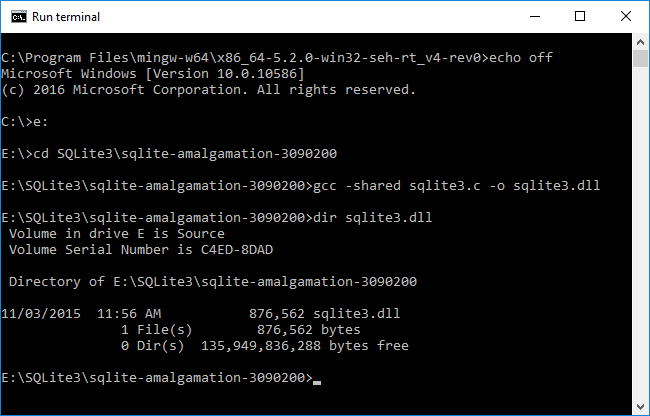 Run terminal
C:\Program Files\mingw-w64\x86_64-5.2.0-win32-seh-rt_v4-rev0>echo off
Microsoft Windows [Version 10.0.10586]
(c) 2016 Microsoft Corporation. All rights reserved.
C:\>e:
E:\>cd SQLite3\sqlite-amalgamation-3090200
E:\SQLite3\sqlite-amalgamation-3090200>gcc -shared sqlite3.c -o sqlite3.dll
E:\SQLite3\sqlite-amalgamation-3090200>dir sqlite3.dll
 Volume in drive E is Source
 Volume Serial Number is C4ED-8DAD
 Directory of E:\SQLite3\sqlite-amalgamation-3090200
11/03/2015  11:56 AM           876,562 sqlite3.dll
               1 File(s)        876,562 bytes
               0 Dir(s)  135,949,836,288 bytes free
E:\SQLite3\sqlite-amalgamation-3090200>